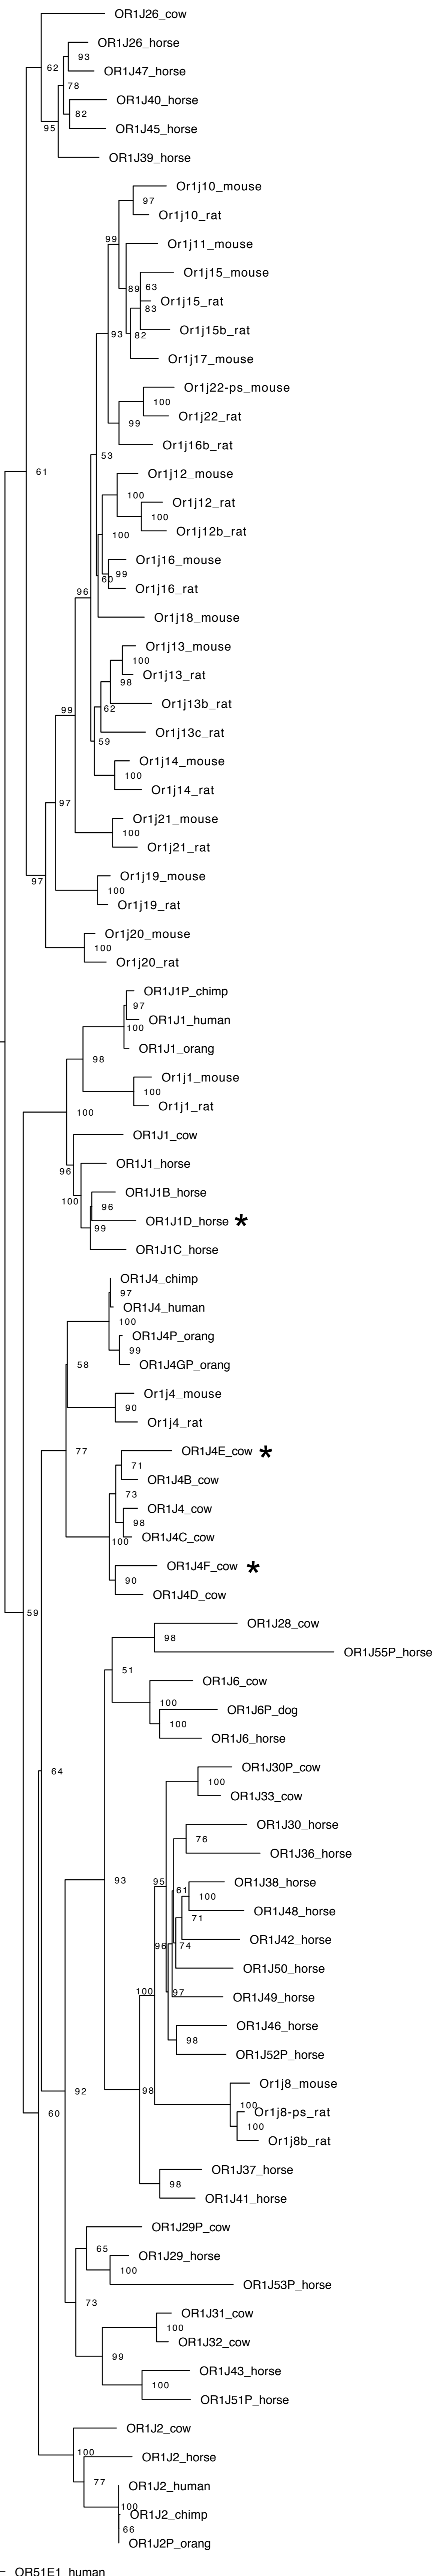 OR1J26_cow
OR1J26_horse
93
OR1J47_horse
62
78
OR1J40_horse
82
OR1J45_horse
95
OR1J39_horse
Or1j10_mouse
97
Or1j10_rat
99
Or1j11_mouse
Or1j15_mouse
89
63
Or1j15_rat
83
Or1j15b_rat
82
Or1j17_mouse
93
Or1j22-ps_mouse
100
Or1j22_rat
99
Or1j16b_rat
53
61
Or1j12_mouse
100
Or1j12_rat
100
Or1j12b_rat
100
Or1j16_mouse
99
60
Or1j16_rat
96
Or1j18_mouse
Or1j13_mouse
100
Or1j13_rat
98
Or1j13b_rat
62
99
Or1j13c_rat
59
Or1j14_mouse
100
Or1j14_rat
97
Or1j21_mouse
100
Or1j21_rat
Or1j19_mouse
97
100
Or1j19_rat
Or1j20_mouse
100
Or1j20_rat
OR1J1P_chimp
97
OR1J1_human
100
OR1J1_orang
98
Or1j1_mouse
100
Or1j1_rat
100
OR1J1_cow
OR1J1_horse
96
OR1J1B_horse
100
96
OR1J1D_horse *
99
OR1J1C_horse
OR1J4_chimp
97
OR1J4_human
100
OR1J4P_orang
99
OR1J4GP_orang
58
Or1j4_mouse
90
Or1j4_rat
77
OR1J4E_cow *
71
OR1J4B_cow
73
OR1J4_cow
98
OR1J4C_cow
100
OR1J4F_cow *
90
OR1J4D_cow
59
OR1J28_cow
98
OR1J55P_horse
51
OR1J6_cow
100
OR1J6P_dog
100
OR1J6_horse
64
OR1J30P_cow
100
OR1J33_cow
OR1J30_horse
76
OR1J36_horse
93
95
OR1J38_horse
61
100
OR1J48_horse
71
OR1J42_horse
96
74
OR1J50_horse
100
97
OR1J49_horse
OR1J46_horse
98
OR1J52P_horse
92
98
Or1j8_mouse
100
Or1j8-ps_rat
100
Or1j8b_rat
60
OR1J37_horse
98
OR1J41_horse
OR1J29P_cow
65
OR1J29_horse
100
OR1J53P_horse
73
OR1J31_cow
100
OR1J32_cow
99
OR1J43_horse
100
OR1J51P_horse
OR1J2_cow
100
OR1J2_horse
77
OR1J2_human
100
OR1J2_chimp
66
OR1J2P_orang
OR51E1_human